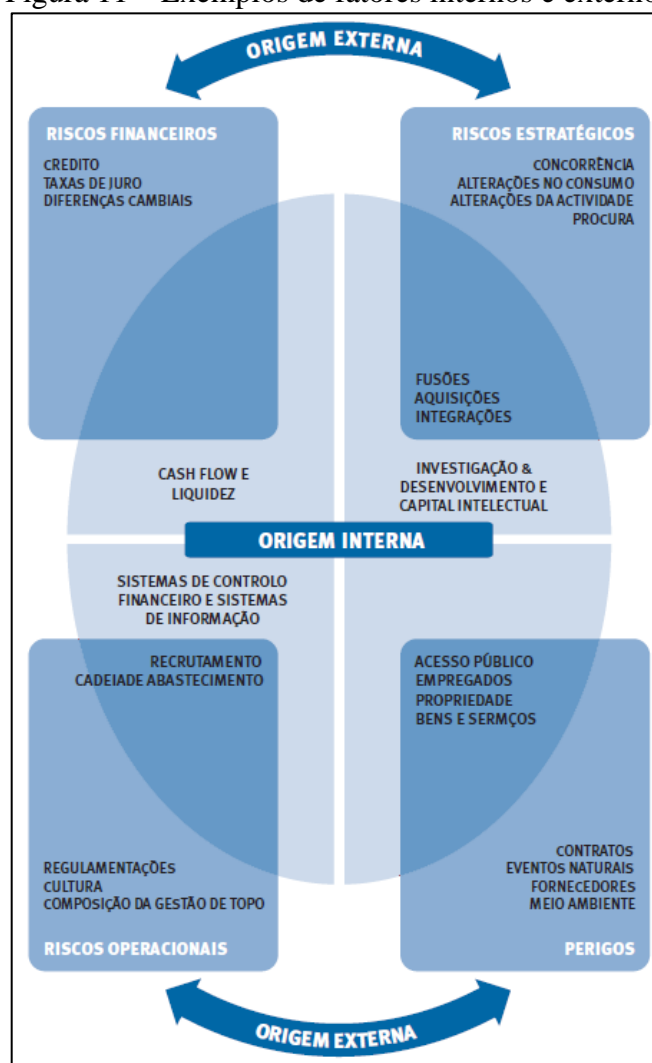 Figura 11 – Exemplos de fatores internos e externo
ORIGEM EXTERNA
RISCOS FINANCEIROS
CREDITO
TAXAS DE JURO
DIFERENÇAS CAMBIAIS
RISCOS ESTRATÉGICOS
CONCORRÊNCIA
ALTERAÇÕES NO CONSUMO
ALTERAÇÕES DA ACTIVIDADE
PROCURA
FUSÕES
AQUISIÇÕES
INTEGRAÇÕES
CASH FLOW E
LIQUIDEZ
INVESTIGAÇÃO &
DESENVOLVIMENTO E
CAPITAL INTELECTUAL
ORIGEM INTERNA
SISTEMAS DE CONTROLO
FINANCEIRO E SISTEMAS
DE INFORMAÇÃO
RECRUTAMENTO
CADEIADE ABASTECIMENTO
ACESSO PÚBLICO
EMPREGADOS
PROPRIEDADE
BENS E SERMÇOS
REGULAMENTAÇÕES
CULTURA
COMPOSIÇÃO DA GESTÃO DE TOPO
RISCOS OPERACIONAIS
CONTRATOS
EVENTOS NATURAIS
FORNECEDORES
MEIO AMBIENTE
PERIGOS
ORIGEM EXTERNA